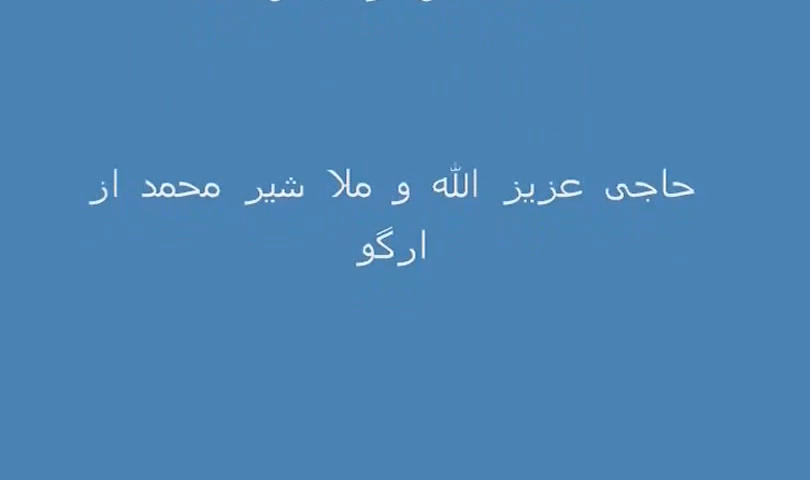 حاجی عزیز الله و ملا شیر محمد از
ارگو